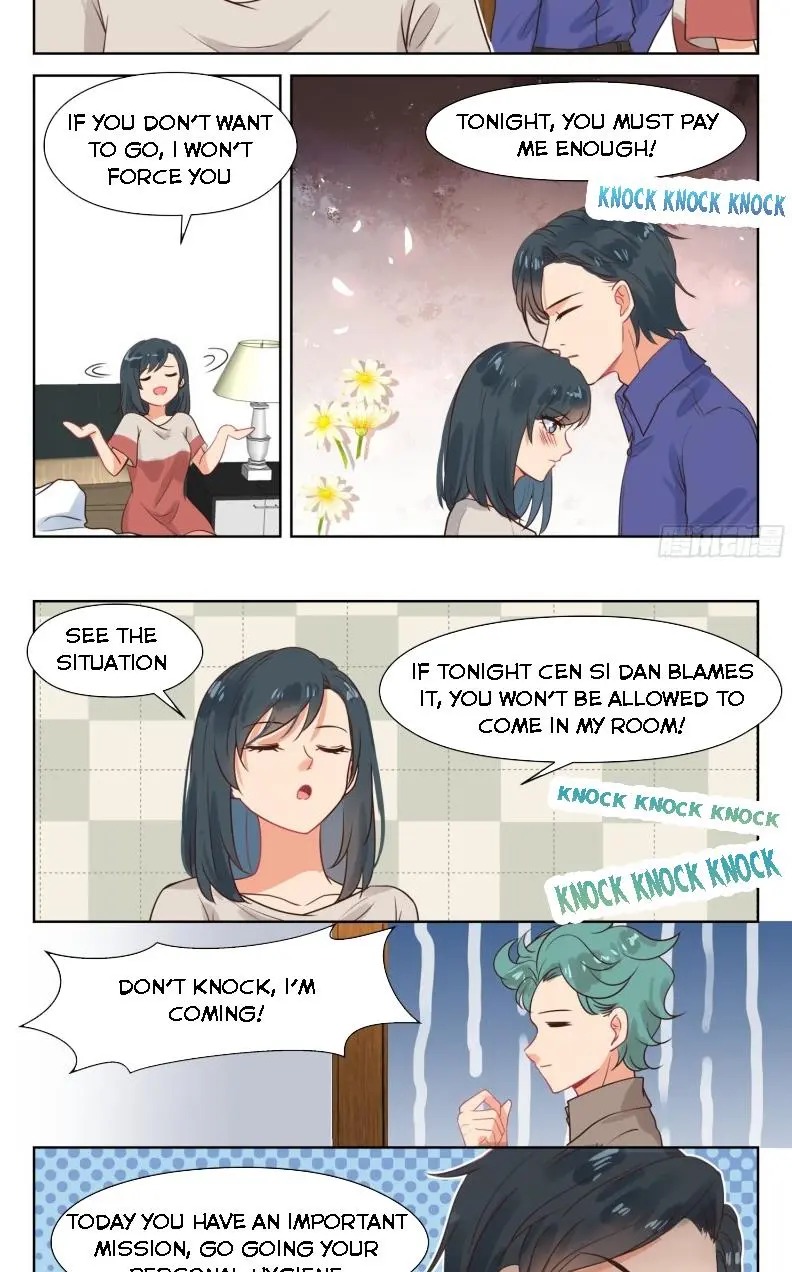 IF YOU DON'T WANT
TO GO, I WON'T
FORCE YOU
TONIGHT, YOU MUST PAY
ME ENOUGH!
KNOCK KNOCK KNOCK
SEE THE
SITUATION
IF TONIGHT CEN SI DAN BLAMES
IT, YOU WON'T BE ALLOWED TO
COME IN MY ROOM!
KNOCK KNOCK KNOCK
KNOCK KNOCK KNOCK
DON'T KNOCK, I'M
COMING!
TODAY YOU HAVE AN IMPORTANT
MISSION, GO GOING YOUR
PERSONAL HYGIENE